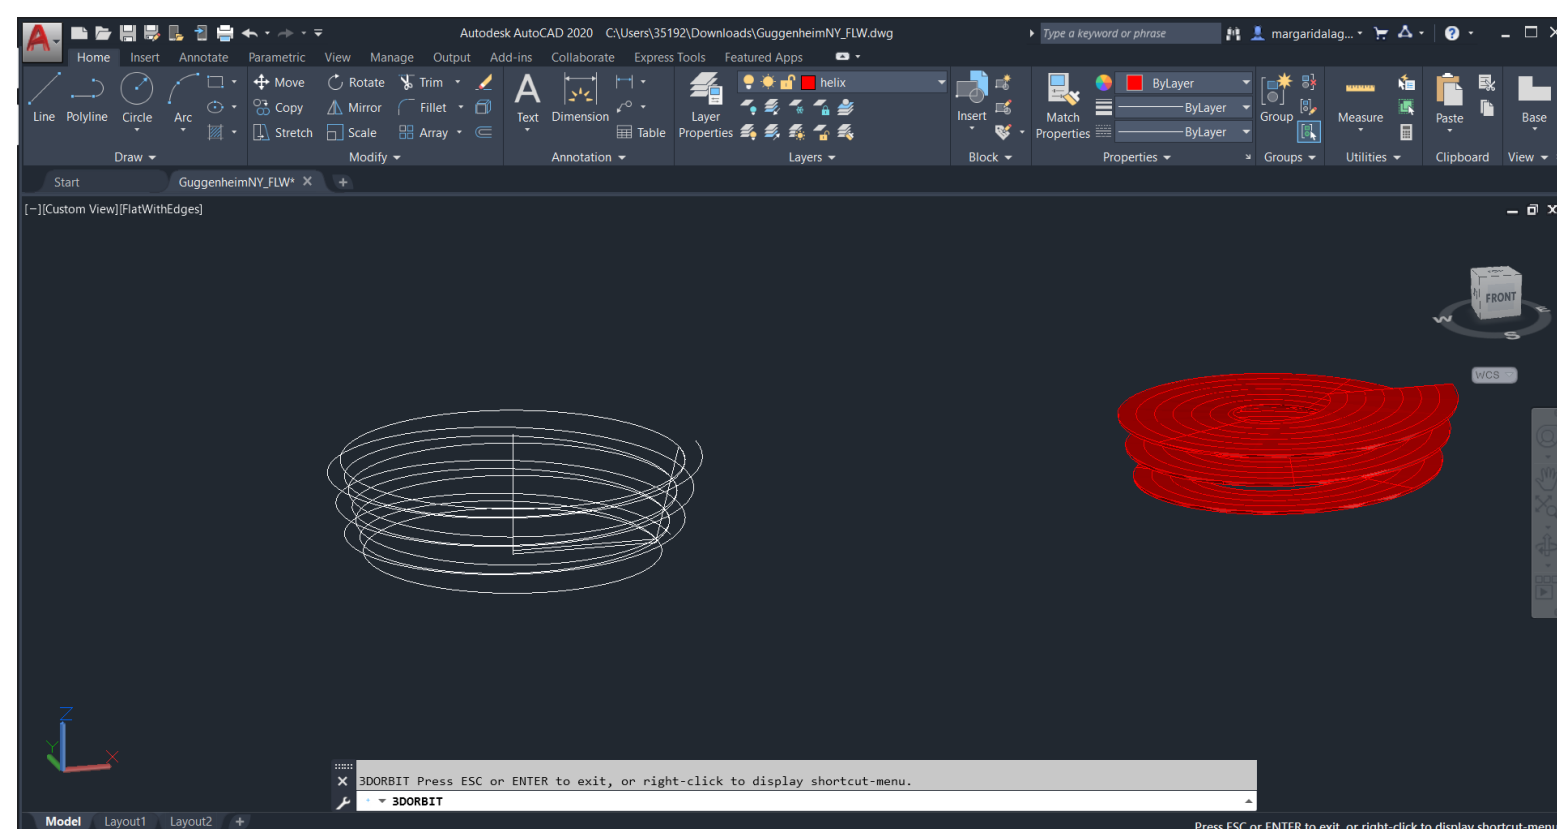 Autodesk AutoCAD 2020 C:\Users\35192\Downloads\GuggenheimNY_FLW.dwg
Type a keyword or phrase
margaridalag...
Home Insert Annotate Parametric View Manage Output Add-ins Collaborate Express Tools Featured Apps
Line Polyline Circle Arc
Draw
Move Rotate Trim
Copy Mirror Fillet
Stretch Scale Array
Modify
Text Dimension Table
Annotation
Layer Properties
helix
Layers
Insert
Block
Match Properties
ByLayer
ByLayer
ByLayer
Properties
Group
Groups
Measure
Utilities
Paste
Clipboard
Base
View
Start GuggenheimNY_FLW*
[−][Custom View][FlatWithEdges]
TOP
FRONT
W
S
E
WCS
Z
Y
X
3DORBIT Press ESC or ENTER to exit, or right-click to display shortcut-menu.
3DORBIT
Model Layout1 Layout2 +
Press ESC or ENTER to exit, or right-click to display shortcut-menu